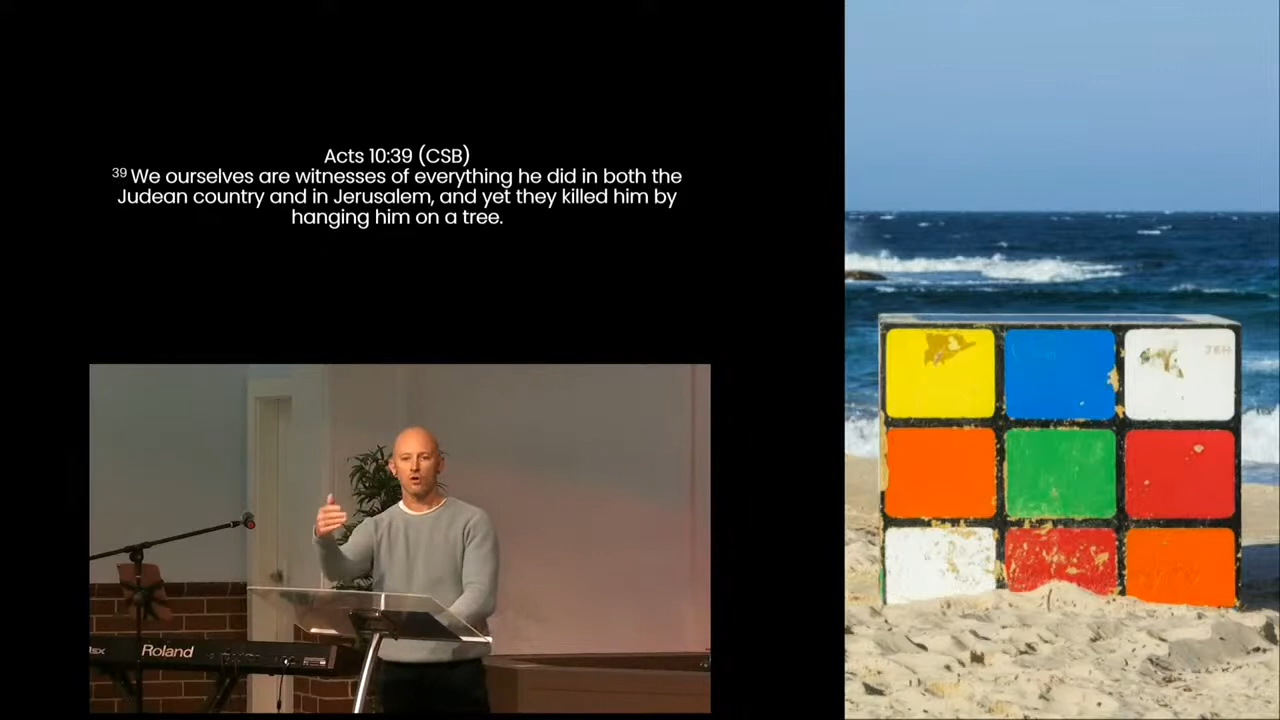 Acts 10:39 (CSB)
39 We ourselves are witnesses of everything he did in both the
Judean country and in Jerusalem, and yet they killed him by
hanging him on a tree.
Roland